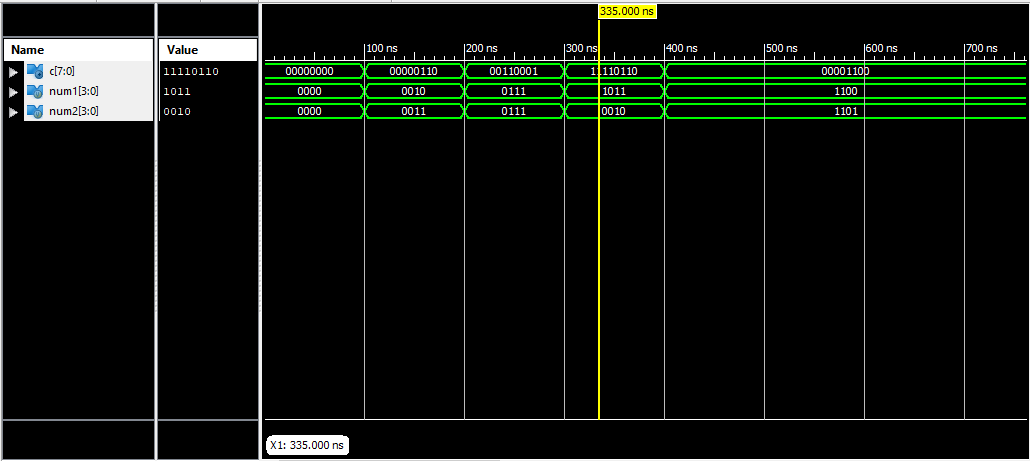 335.000 ns
Name Value
100 ns 200 ns 300 ns 400 ns 500 ns 600 ns 700 ns
c[7:0] 11110110 00000000 00000110 00110001 11110110 00001100
num1[3:0] 1011 0000 0010 0111 1011 1100
num2[3:0] 0010 0000 0011 0111 0010 1101
X1: 335.000 ns